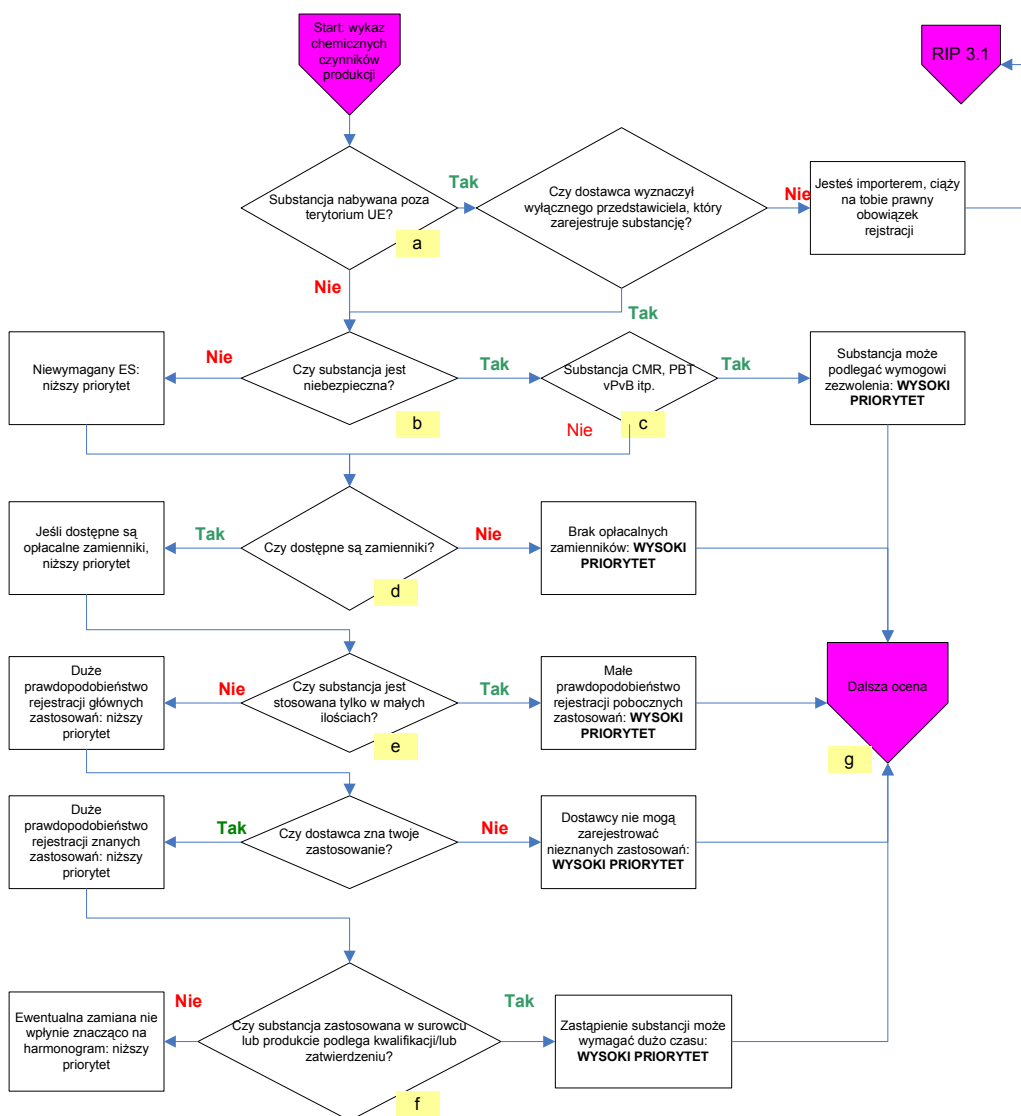 Start: wykaz
chemicznych
czynników
produkcji
RIP 3.1
Substancja nabywana poza
terytorium UE?
a
Tak
Czy dostawca wyznaczył
wyłącznego przedstawiciela, który
zarejestruje substancję?
Nie
Jesteś importerem, ciąży
na tobie prawny
obowiązek
rejstracji
Nie
Tak
Niewymagany ES:
niższy priorytet
Nie
Czy substancja jest
niebezpieczna?
b
Tak
Substancja CMR, PBT
vPvB itp.
c
Tak
Substancja może
podlegać wymogowi
zezwolenia: WYSOKI
PRIORYTET
Nie
Jeśli dostępne są
opłacalne zamienniki,
niższy priorytet
Tak
Czy dostępne są zamienniki?
d
Nie
Brak opłacalnych
zamienników: WYSOKI
PRIORYTET
Duże
prawdopodobieństwo
rejestracji głównych
zastosowań: niższy
priorytet
Nie
Czy substancja jest
stosowana tylko w małych
ilościach?
e
Tak
Małe
prawdopodobieństwo
rejestracji pobocznych
zastosowań: WYSOKI
PRIORYTET
Dalsza ocena
g
Duże
prawdopodobieństwo
rejestracji znanych
zastosowań: niższy
priorytet
Tak
Czy dostawca zna twoje
zastosowanie?
Nie
Dostawcy nie mogą
zarejestrować
nieznanych zastosowań:
WYSOKI PRIORYTET
Ewentualna zamiana nie
wpłynie znacząco na
harmonogram: niższy
priorytet
Nie
Czy substancja zastosowana w surowcu
lub produkcie podlega kwalifikacji/lub
zatwierdzeniu?
f
Tak
Zastąpienie substancji może
wymagać dużo czasu:
WYSOKI PRIORYTET